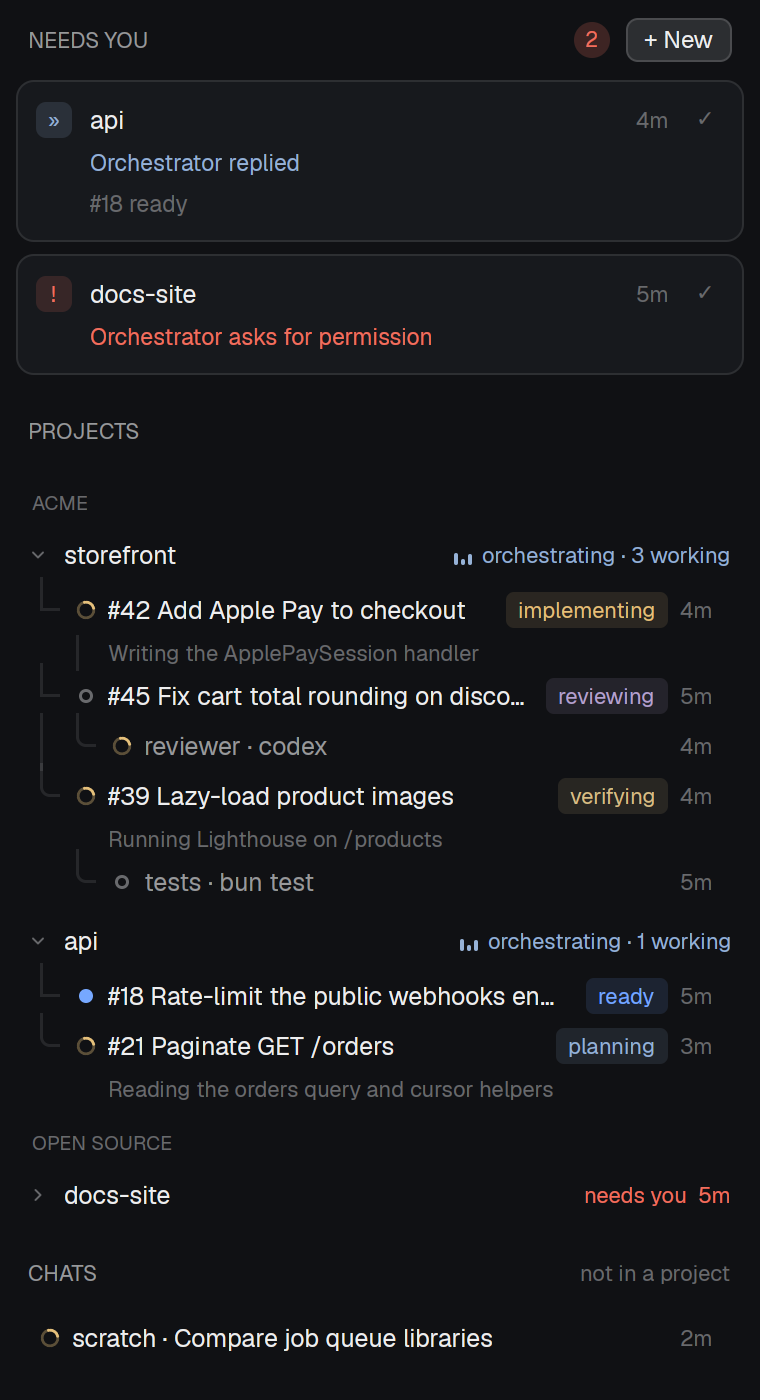 NEEDS YOU 2 + New
» api 4m ✓
Orchestrator replied
#18 ready
! docs-site 5m ✓
Orchestrator asks for permission
PROJECTS
ACME
storefront orchestrating · 3 working
#42 Add Apple Pay to checkout implementing 4m
Writing the ApplePaySession handler
#45 Fix cart total rounding on disco… reviewing 5m
reviewer · codex 4m
#39 Lazy-load product images verifying 4m
Running Lighthouse on /products
tests · bun test 5m
api orchestrating · 1 working
#18 Rate-limit the public webhooks en… ready 5m
#21 Paginate GET /orders planning 3m
Reading the orders query and cursor helpers
OPEN SOURCE
docs-site needs you 5m
CHATS not in a project
scratch · Compare job queue libraries 2m